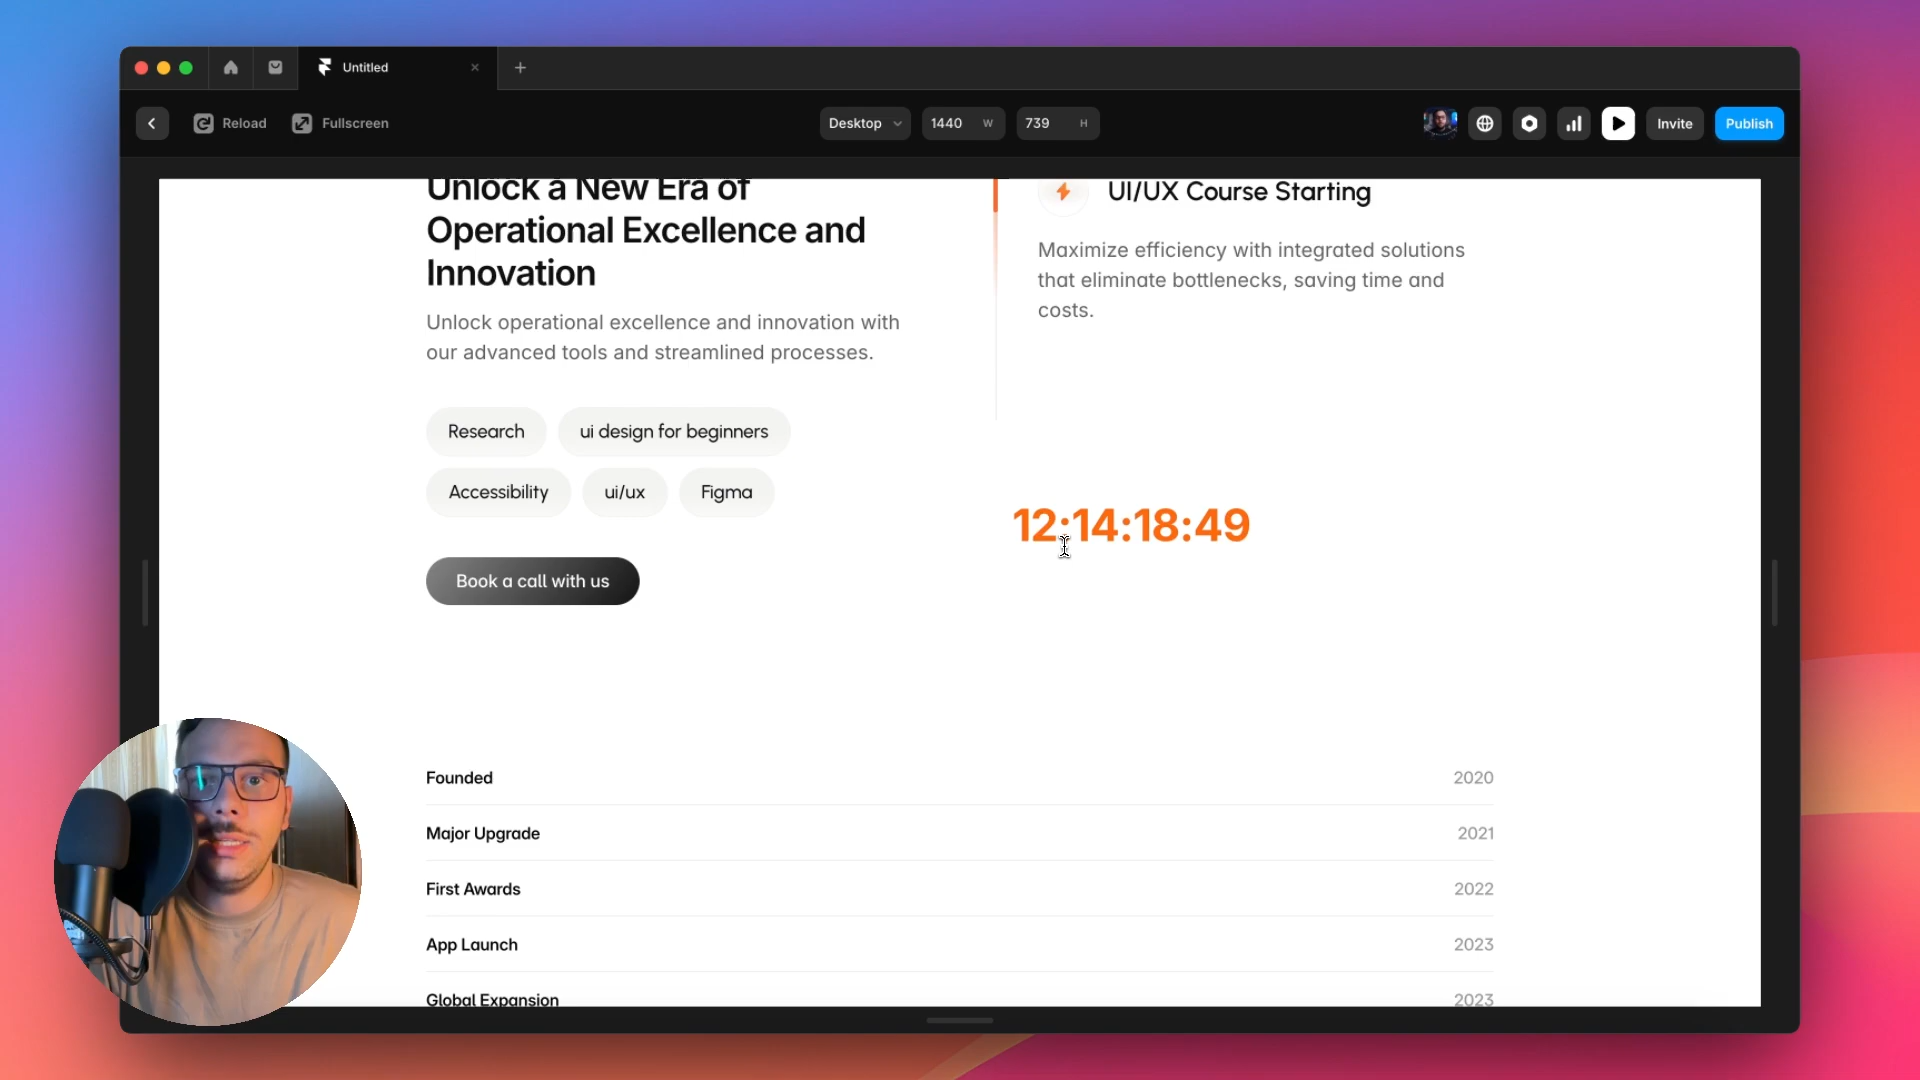 Untitled
Reload
Fullscreen
Desktop
1440 W
739 H
Invite
Publish
Unlock a New Era of
Operational Excellence and
Innovation
Unlock operational excellence and innovation with
our advanced tools and streamlined processes.
Research
ui design for beginners
Accessibility
ui/ux
Figma
Book a call with us
UI/UX Course Starting
Maximize efficiency with integrated solutions
that eliminate bottlenecks, saving time and
costs.
12:14:18:49
Founded 2020
Major Upgrade 2021
First Awards 2022
App Launch 2023
Global Expansion 2023